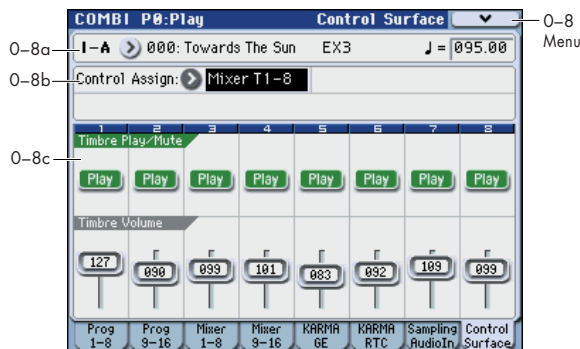 COMBI P0:Play Control Surface
0–8 Menu
0–8a
I–A 000: Towards The Sun EX3 ♩= 095.00
0–8b
Control Assign: Mixer T1–8
1 2 3 4 5 6 7 8
0–8c
Timbre Play/Mute
Play Play Play Play Play Play Play Play
Timbre Volume
127 090 099 101 083 092 109 099
Prog 1–8 Prog 9–16 Mixer 1–8 Mixer 9–16 KARMA GE KARMA RTC Sampling AudioIn Control Surface